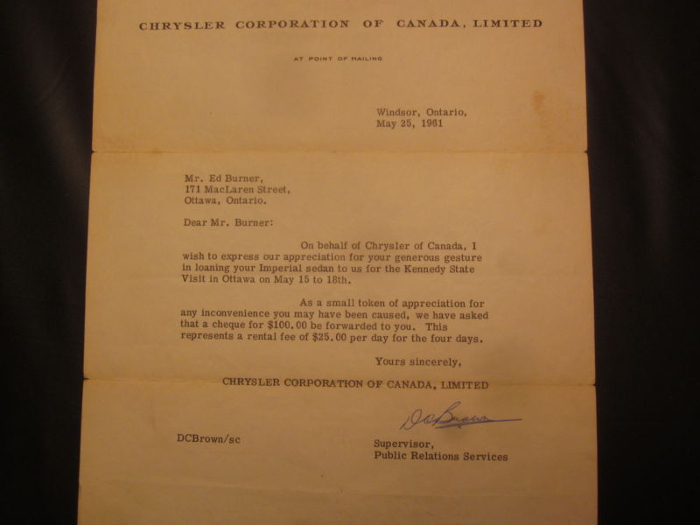 CHRYSLER CORPORATION OF CANADA, LIMITED
AT POINT OF MAILING
Windsor, Ontario,
May 25, 1961
Mr. Ed Burner,
171 MacLaren Street,
Ottawa, Ontario.
Dear Mr. Burner:
On behalf of Chrysler of Canada, I
wish to express our appreciation for your generous gesture
in loaning your Imperial sedan to us for the Kennedy State
Visit in Ottawa on May 15 to 18th.
As a small token of appreciation for
any inconvenience you may have been caused, we have asked
that a cheque for $100.00 be forwarded to you. This
represents a rental fee of $25.00 per day for the four days.
Yours sincerely,
CHRYSLER CORPORATION OF CANADA, LIMITED
DCBrown
DCBrown/sc
Supervisor,
Public Relations Services